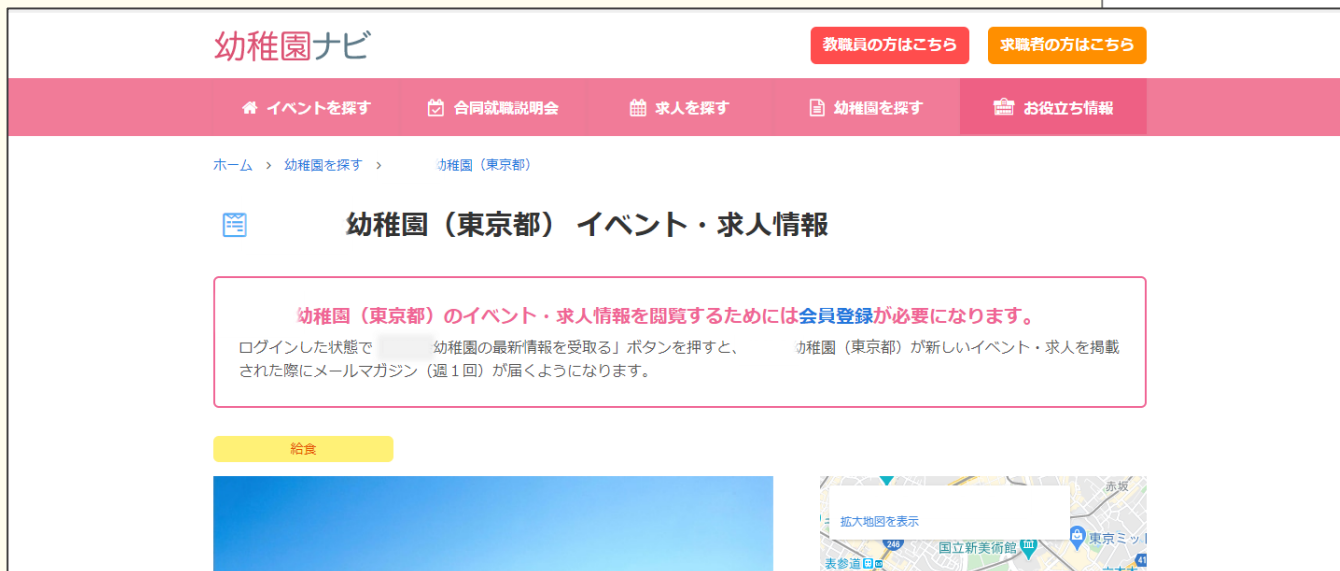 幼稚園ナビ
教職員の方はこちら
求職者の方はこちら
イベントを探す
合同就職説明会
求人を探す
幼稚園を探す
お役立ち情報
ホーム › 幼稚園を探す › 幼稚園（東京都）
幼稚園（東京都） イベント・求人情報
幼稚園（東京都）のイベント・求人情報を閲覧するためには会員登録が必要になります。
ログインした状態で 幼稚園の最新情報を受取る」ボタンを押すと、 幼稚園（東京都）が新しいイベント・求人を掲載
された際にメールマガジン（週１回）が届くようになります。
給食
赤坂
拡大地図を表示
246
国立新美術館
東京ミッ
表参道